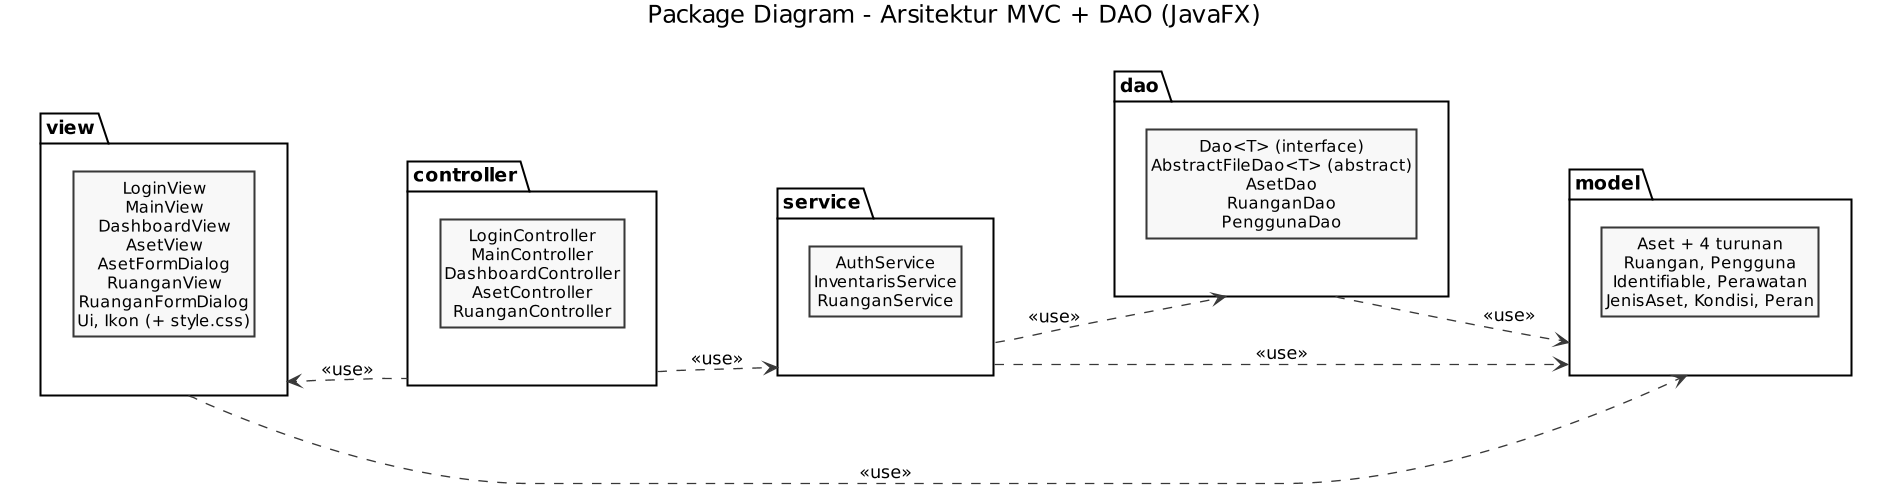 Package Diagram - Arsitektur MVC + DAO (JavaFX)
view
LoginView
MainView
DashboardView
AsetView
AsetFormDialog
RuanganView
RuanganFormDialog
Ui, Ikon (+ style.css)
controller
LoginController
MainController
DashboardController
AsetController
RuanganController
service
AuthService
InventarisService
RuanganService
dao
Dao<T> (interface)
AbstractFileDao<T> (abstract)
AsetDao
RuanganDao
PenggunaDao
model
Aset + 4 turunan
Ruangan, Pengguna
Identifiable, Perawatan
JenisAset, Kondisi, Peran
«use»
«use»
«use»
«use»
«use»
«use»